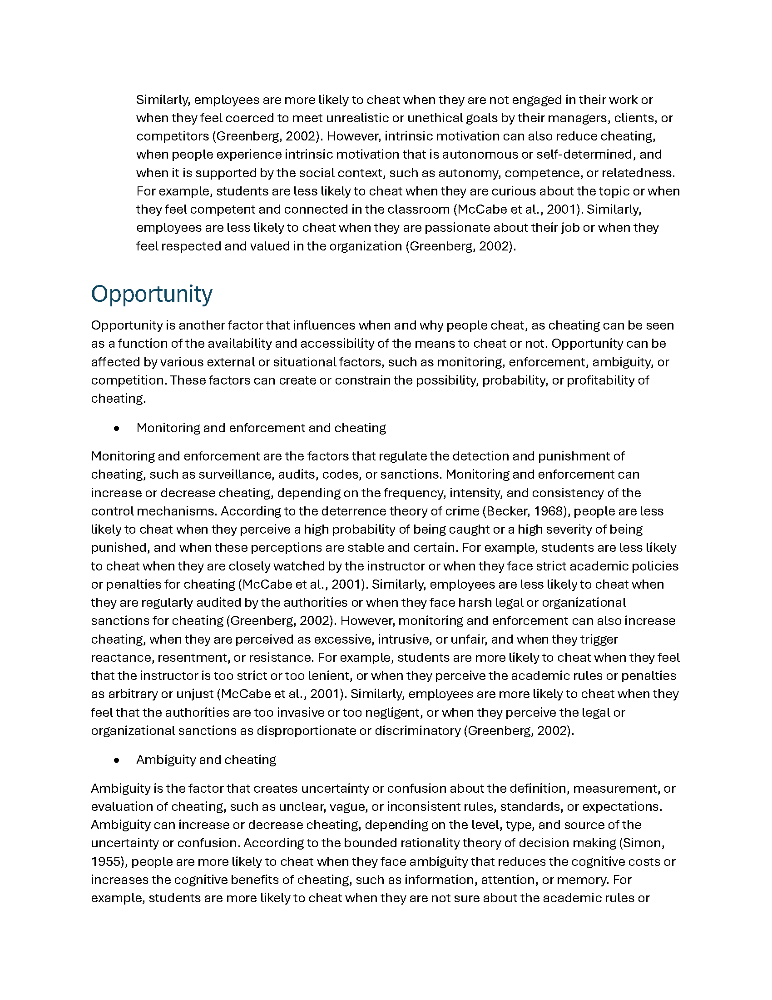 Similarly, employees are more likely to cheat when they are not engaged in their work or
when they feel coerced to meet unrealistic or unethical goals by their managers, clients, or
competitors (Greenberg, 2002). However, intrinsic motivation can also reduce cheating,
when people experience intrinsic motivation that is autonomous or self-determined, and
when it is supported by the social context, such as autonomy, competence, or relatedness.
For example, students are less likely to cheat when they are curious about the topic or when
they feel competent and connected in the classroom (McCabe et al., 2001). Similarly,
employees are less likely to cheat when they are passionate about their job or when they
feel respected and valued in the organization (Greenberg, 2002).
Opportunity
Opportunity is another factor that influences when and why people cheat, as cheating can be seen
as a function of the availability and accessibility of the means to cheat or not. Opportunity can be
affected by various external or situational factors, such as monitoring, enforcement, ambiguity, or
competition. These factors can create or constrain the possibility, probability, or profitability of
cheating.
• Monitoring and enforcement and cheating
Monitoring and enforcement are the factors that regulate the detection and punishment of
cheating, such as surveillance, audits, codes, or sanctions. Monitoring and enforcement can
increase or decrease cheating, depending on the frequency, intensity, and consistency of the
control mechanisms. According to the deterrence theory of crime (Becker, 1968), people are less
likely to cheat when they perceive a high probability of being caught or a high severity of being
punished, and when these perceptions are stable and certain. For example, students are less likely
to cheat when they are closely watched by the instructor or when they face strict academic policies
or penalties for cheating (McCabe et al., 2001). Similarly, employees are less likely to cheat when
they are regularly audited by the authorities or when they face harsh legal or organizational
sanctions for cheating (Greenberg, 2002). However, monitoring and enforcement can also increase
cheating, when they are perceived as excessive, intrusive, or unfair, and when they trigger
reactance, resentment, or resistance. For example, students are more likely to cheat when they feel
that the instructor is too strict or too lenient, or when they perceive the academic rules or penalties
as arbitrary or unjust (McCabe et al., 2001). Similarly, employees are more likely to cheat when they
feel that the authorities are too invasive or too negligent, or when they perceive the legal or
organizational sanctions as disproportionate or discriminatory (Greenberg, 2002).
• Ambiguity and cheating
Ambiguity is the factor that creates uncertainty or confusion about the definition, measurement, or
evaluation of cheating, such as unclear, vague, or inconsistent rules, standards, or expectations.
Ambiguity can increase or decrease cheating, depending on the level, type, and source of the
uncertainty or confusion. According to the bounded rationality theory of decision making (Simon,
1955), people are more likely to cheat when they face ambiguity that reduces the cognitive costs or
increases the cognitive benefits of cheating, such as information, attention, or memory. For
example, students are more likely to cheat when they are not sure about the academic rules or